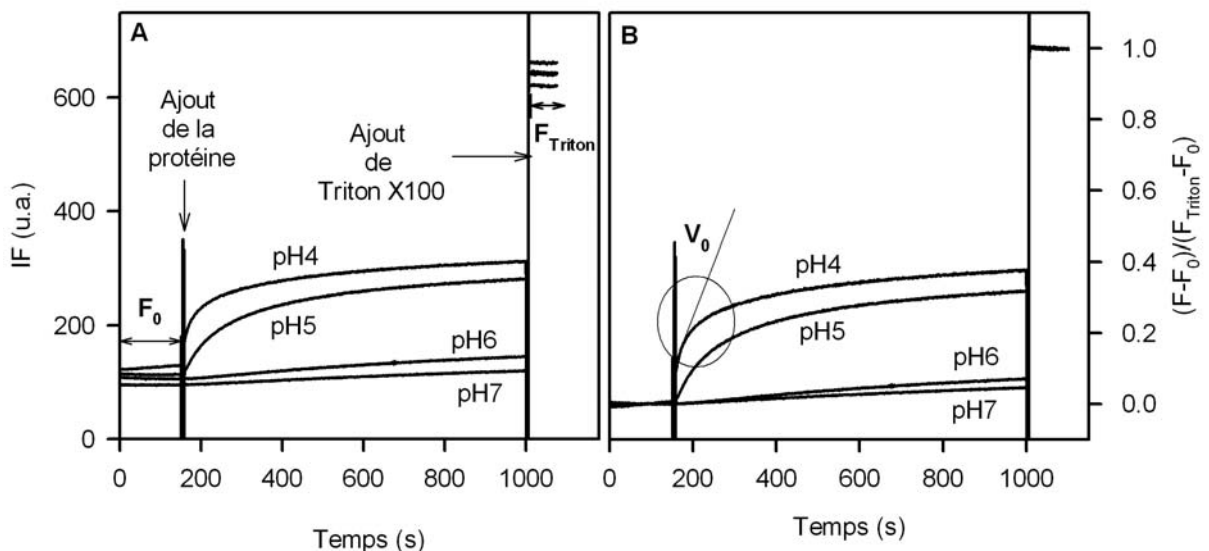 A
Ajout
de la
protéine
Ajout
de
Triton X100
F_Triton
F_0
pH4
pH5
pH6
pH7
IF (u.a.)
600
400
200
0
0 200 400 600 800 1000
Temps (s)
B
V_0
pH4
pH5
pH6
pH7
1.0
0.8
0.6
0.4
0.2
0.0
(F-F_0)/(F_Triton-F_0)
0 200 400 600 800 1000
Temps (s)